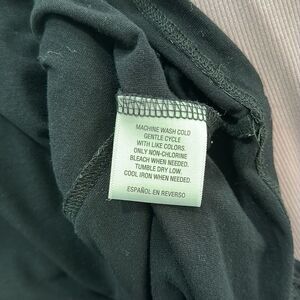 MACHINE WASH COLD
GENTLE CYCLE
WITH LIKE COLORS.
ONLY NON-CHLORINE
BLEACH WHEN NEEDED.
TUMBLE DRY LOW.
COOL IRON WHEN NEEDED.
ESPAÑOL EN REVERSO